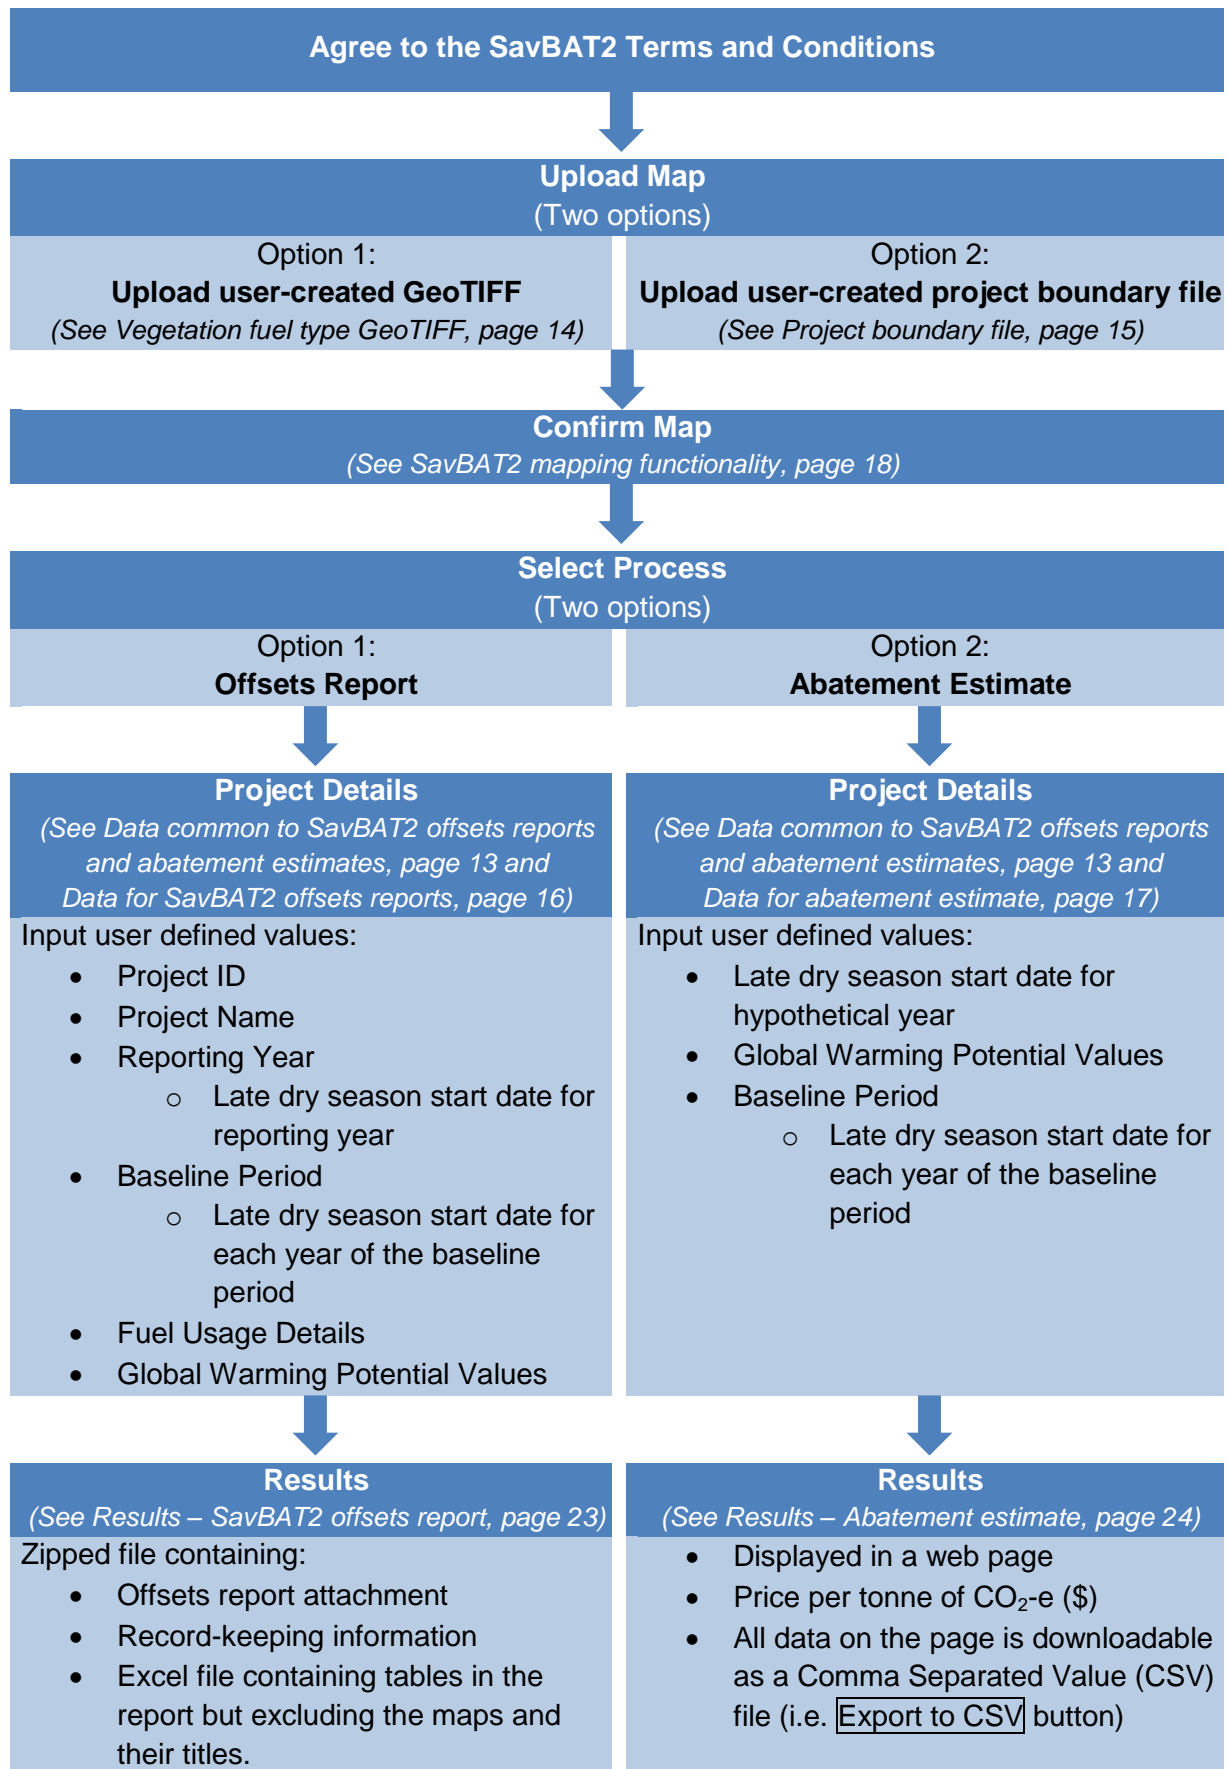 Agree to the SavBAT2 Terms and Conditions
Upload Map
(Two options)
Option 1:
Upload user-created GeoTIFF
(See Vegetation fuel type GeoTIFF, page 14)
Option 2:
Upload user-created project boundary file
(See Project boundary file, page 15)
Confirm Map
(See SavBAT2 mapping functionality, page 18)
Select Process
(Two options)
Option 1:
Offsets Report
Option 2:
Abatement Estimate
Project Details
(See Data common to SavBAT2 offsets reports
and abatement estimates, page 13 and
Data for SavBAT2 offsets reports, page 16)
Input user defined values:
• Project ID
• Project Name
• Reporting Year
o Late dry season start date for
reporting year
• Baseline Period
o Late dry season start date for
each year of the baseline
period
• Fuel Usage Details
• Global Warming Potential Values
Project Details
(See Data common to SavBAT2 offsets reports
and abatement estimates, page 13 and
Data for abatement estimate, page 17)
Input user defined values:
• Late dry season start date for
hypothetical year
• Global Warming Potential Values
• Baseline Period
o Late dry season start date for
each year of the baseline
period
Results
(See Results – SavBAT2 offsets report, page 23)
Zipped file containing:
• Offsets report attachment
• Record-keeping information
• Excel file containing tables in the
report but excluding the maps and
their titles.
Results
(See Results – Abatement estimate, page 24)
• Displayed in a web page
• Price per tonne of CO₂-e ($)
• All data on the page is downloadable
as a Comma Separated Value (CSV)
file (i.e. Export to CSV button)